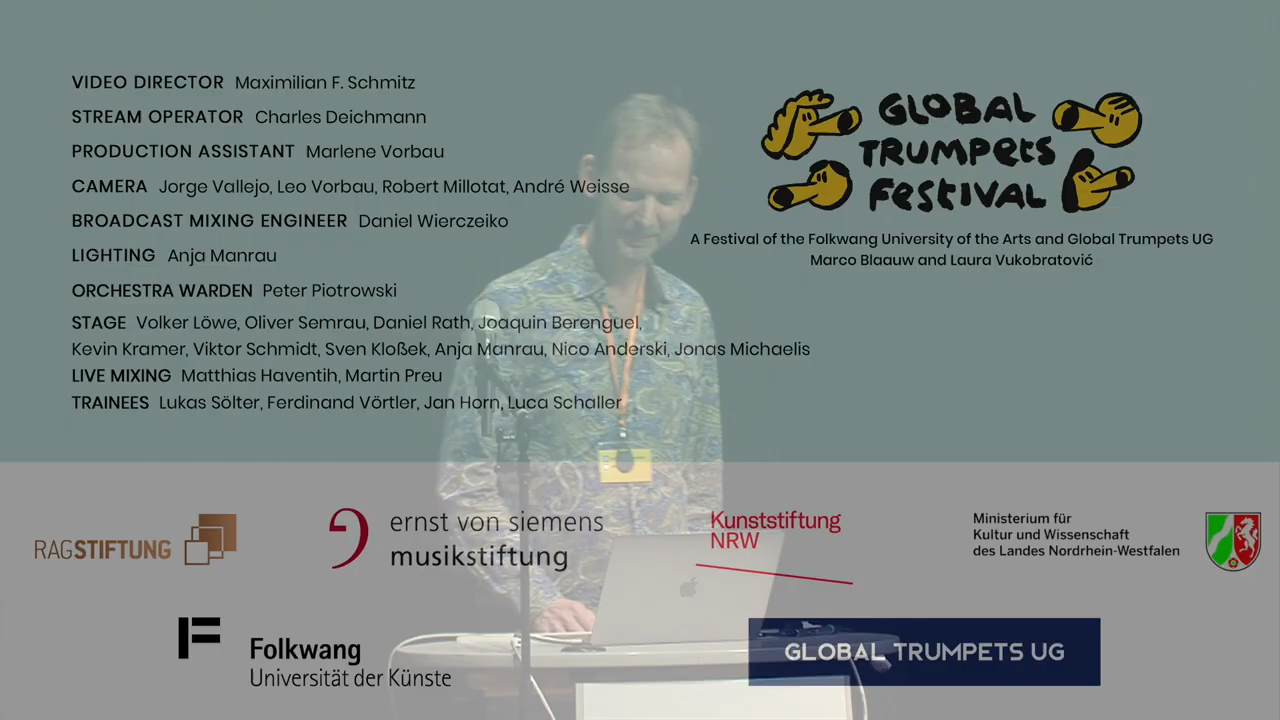 VIDEO DIRECTOR Maximilian F. Schmitz
STREAM OPERATOR Charles Deichmann
PRODUCTION ASSISTANT Marlene Vorbau
CAMERA Jorge Vallejo, Leo Vorbau, Robert Millotat, André Weisse
BROADCAST MIXING ENGINEER Daniel Wierczeiko
LIGHTING Anja Manrau
ORCHESTRA WARDEN Peter Piotrowski
STAGE Volker Löwe, Oliver Semrau, Daniel Rath, Joaquin Berenguel,
Kevin Kramer, Viktor Schmidt, Sven Kloßek, Anja Manrau, Nico Anderski, Jonas Michaelis
LIVE MIXING Matthias Haventih, Martin Preu
TRAINEES Lukas Sölter, Ferdinand Vörtler, Jan Horn, Luca Schaller
GLOBAL
TRUMPETS
FESTIVAL
A Festival of the Folkwang University of the Arts and Global Trumpets UG
Marco Blaauw and Laura Vukobratović
RAGSTIFTUNG
ernst von siemens
musikstiftung
Kunststiftung
NRW
Ministerium für
Kultur und Wissenschaft
des Landes Nordrhein-Westfalen
Folkwang
Universität der Künste
GLOBAL TRUMPETS UG